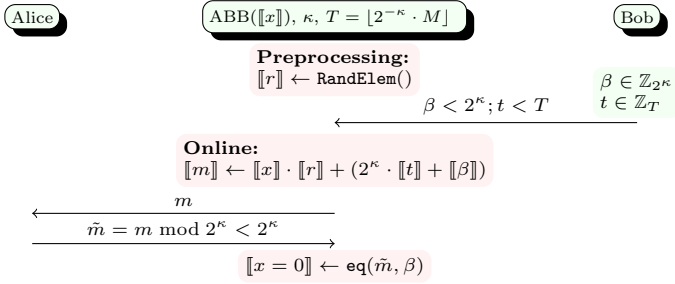 Alice
ABB(⟦x⟧), κ, T = ⌊2^{−κ} · M⌋
Bob
Preprocessing:
⟦r⟧ ← RandElem()
β ∈ ℤ_{2^κ}
t ∈ ℤ_T
β < 2^κ; t < T
Online:
⟦m⟧ ← ⟦x⟧ · ⟦r⟧ + (2^κ · ⟦t⟧ + ⟦β⟧)
m
m̃ = m mod 2^κ < 2^κ
⟦x = 0⟧ ← eq(m̃, β)